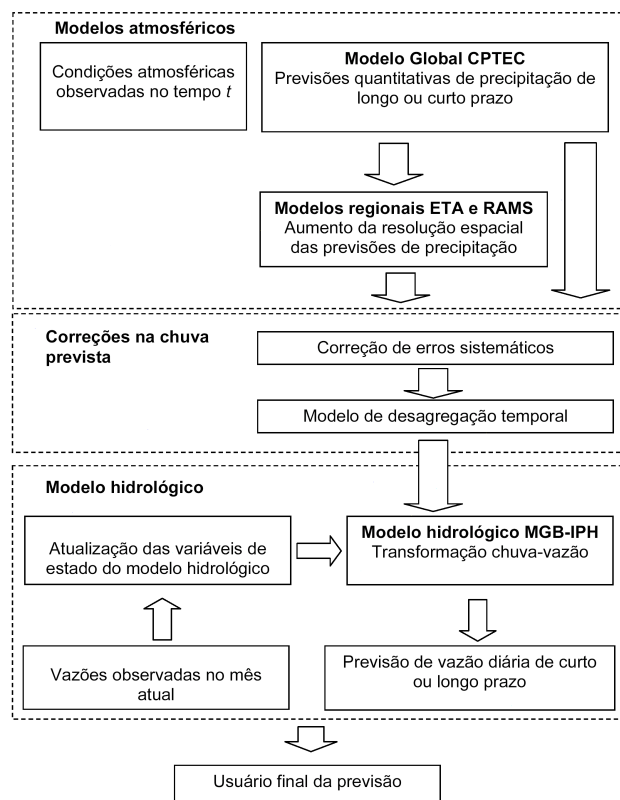 Modelos atmosféricos
Condições atmosféricas
observadas no tempo t
Modelo Global CPTEC
Previsões quantitativas de precipitação de
longo ou curto prazo
Modelos regionais ETA e RAMS
Aumento da resolução espacial
das previsões de precipitação
Correções na chuva
prevista
Correção de erros sistemáticos
Modelo de desagregação temporal
Modelo hidrológico
Atualização das variáveis de
estado do modelo hidrológico
Modelo hidrológico MGB-IPH
Transformação chuva-vazão
Vazões observadas no mês
atual
Previsão de vazão diária de curto
ou longo prazo
Usuário final da previsão